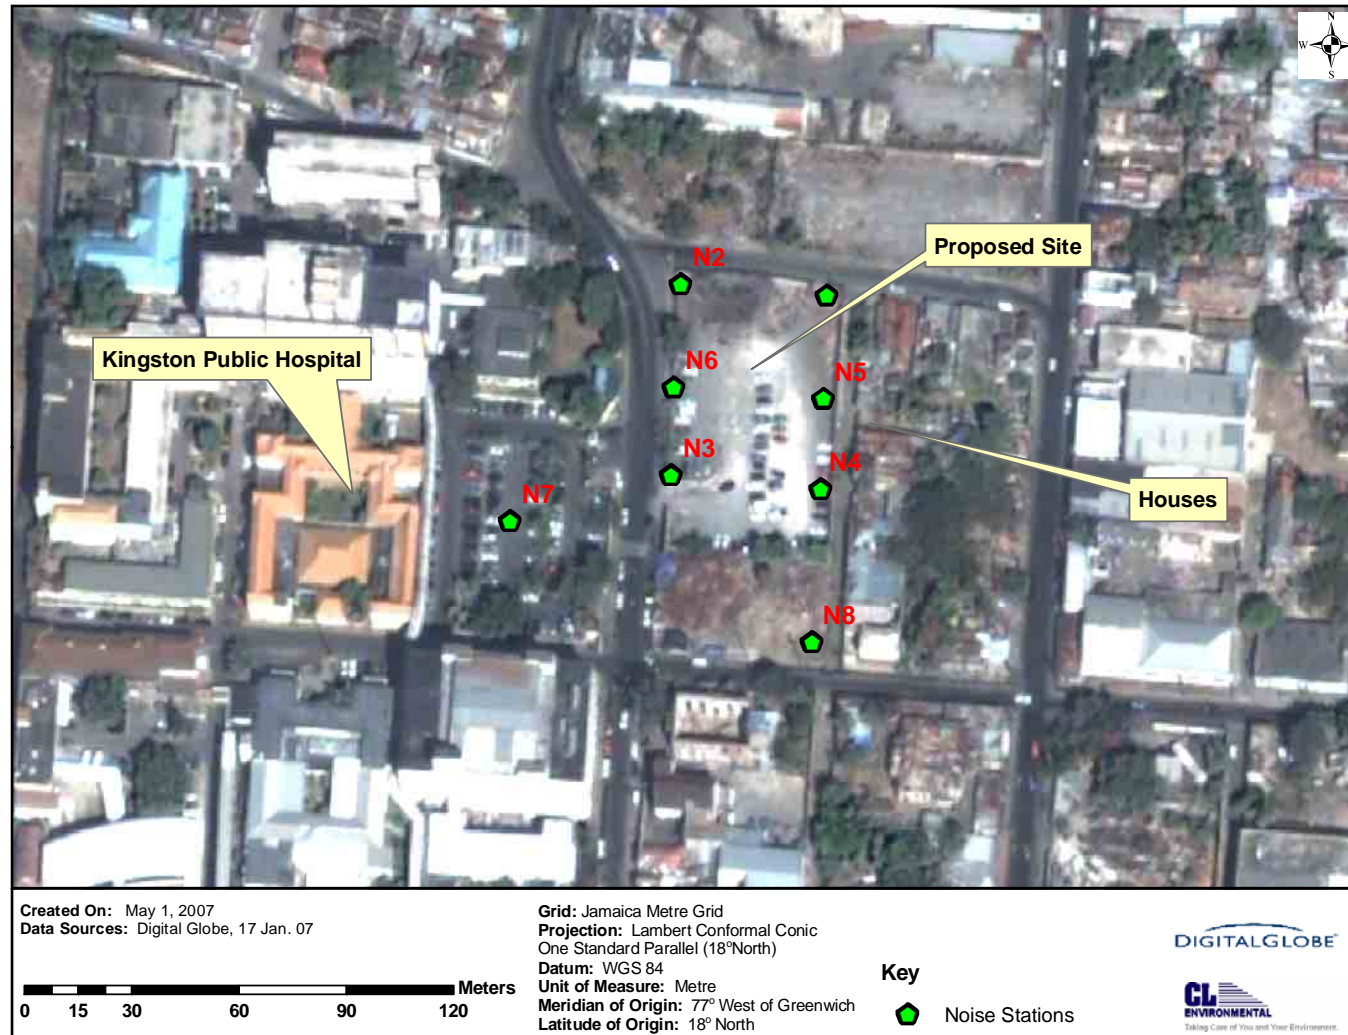 N
W
S
N2
Proposed Site
Kingston Public Hospital
N6
N5
N3
N4
N7
Houses
N8
Created On: May 1, 2007
Data Sources: Digital Globe, 17 Jan. 07
Meters
0 15 30 60 90 120
Grid: Jamaica Metre Grid
Projection: Lambert Conformal Conic
One Standard Parallel (18°North)
Datum: WGS 84
Unit of Measure: Metre
Meridian of Origin: 77° West of Greenwich
Latitude of Origin: 18° North
Key
Noise Stations
DIGITALGLOBE
CL
ENVIRONMENTAL
Taking Care of You and Your Environment.